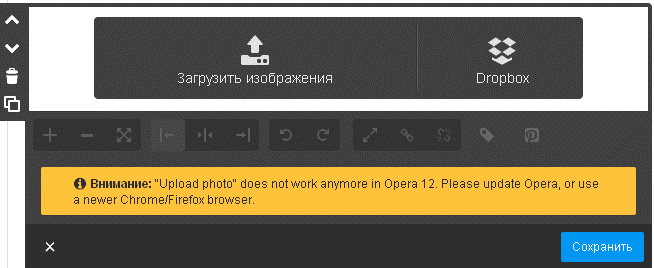 Загрузить изображения
Dropbox
Внимание: "Upload photo" does not work anymore in Opera 12. Please update Opera, or use
a newer Chrome/Firefox browser.
Сохранить